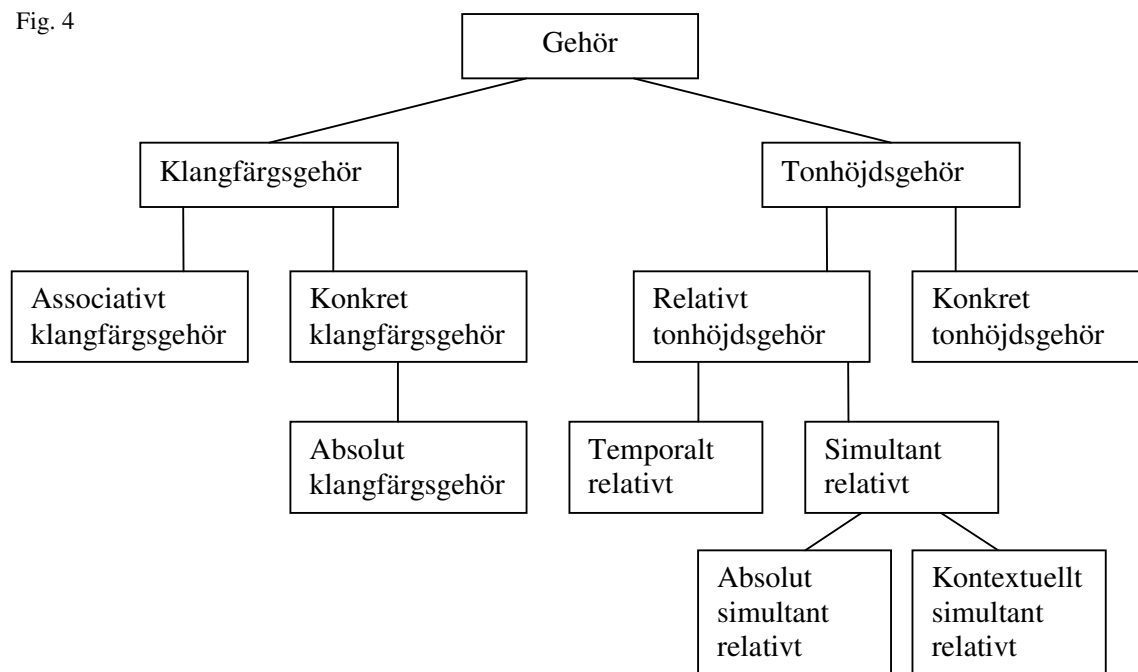 Fig. 4
Gehör
Klangfärgsgehör
Tonhöjdsgehör
Associativt
klangfärgsgehör
Konkret
klangfärgsgehör
Relativt
tonhöjdsgehör
Konkret
tonhöjdsgehör
Absolut
klangfärgsgehör
Temporalt
relativt
Simultant
relativt
Absolut
simultant
relativt
Kontextuellt
simultant
relativt